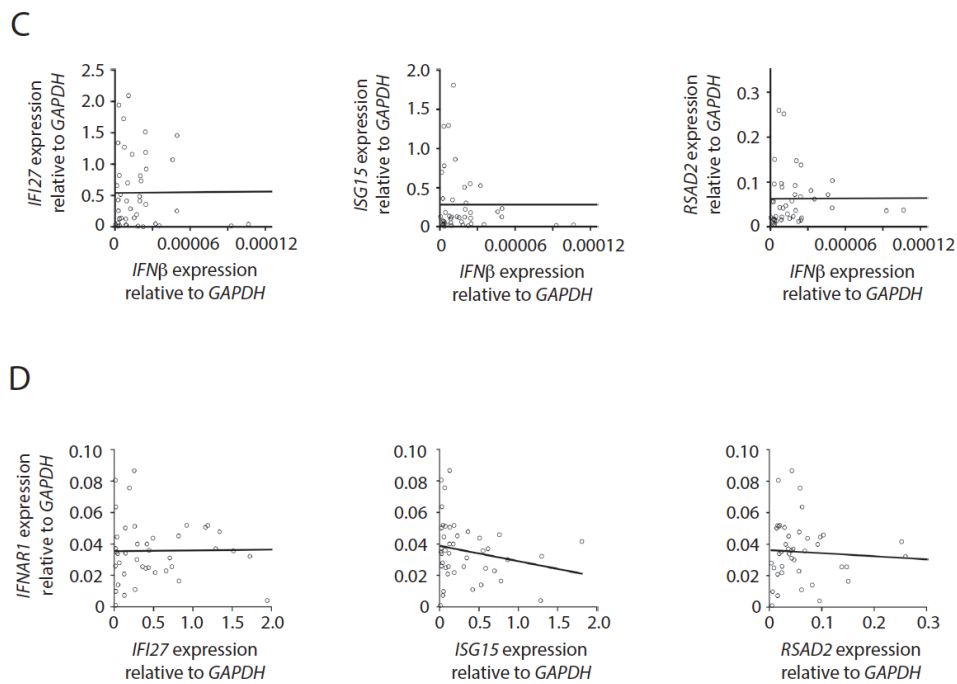 C
IFI27 expression
relative to GAPDH
2.5
2.0
1.5
1.0
0.5
0
0 0.00006 0.00012
IFNβ expression
relative to GAPDH
ISG15 expression
relative to GAPDH
2.0
1.5
1.0
0.5
0
0 0.00006 0.00012
IFNβ expression
relative to GAPDH
RSAD2 expression
relative to GAPDH
0.3
0.2
0.1
0
0 0.00006 0.00012
IFNβ expression
relative to GAPDH
D
IFNAR1 expression
relative to GAPDH
0.10
0.08
0.06
0.04
0.02
0
0 0.5 1.0 1.5 2.0
IFI27 expression
relative to GAPDH
0.10
0.08
0.06
0.04
0.02
0
0 0.5 1.0 1.5 2.0
ISG15 expression
relative to GAPDH
0.10
0.08
0.06
0.04
0.02
0
0 0.1 0.2 0.3
RSAD2 expression
relative to GAPDH